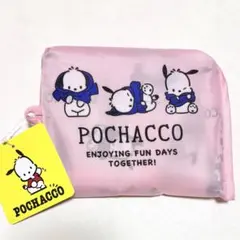 POCHACCO
ENJOYING FUN DAYS
TOGETHER!
POCHACCO